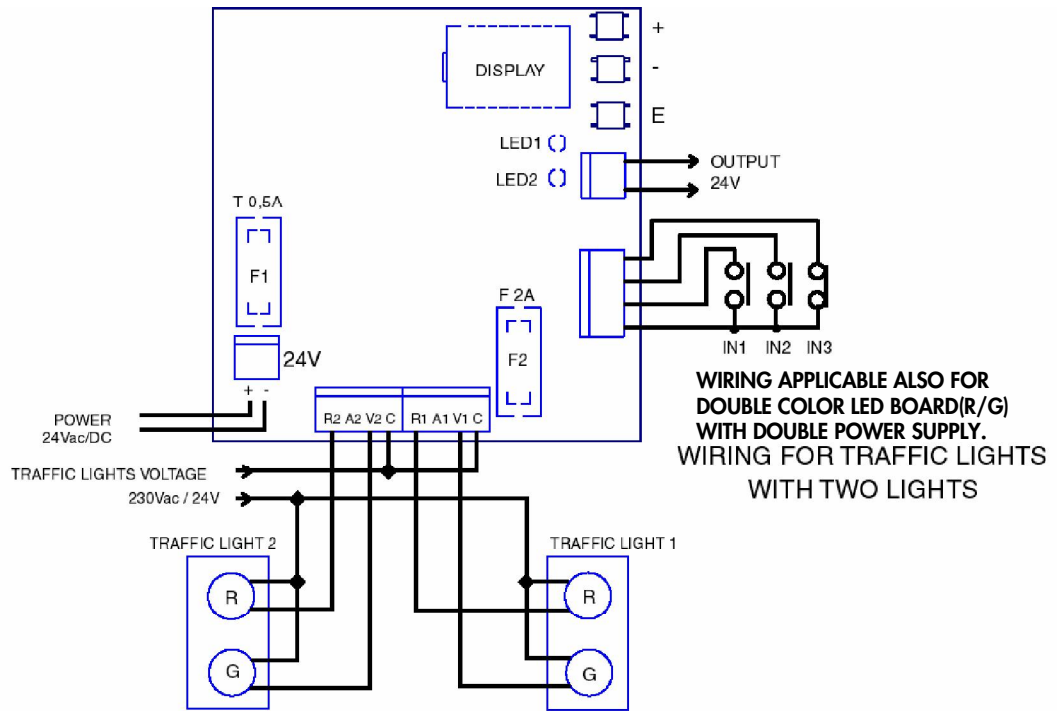 +
DISPLAY
-
E
LED1
LED2
OUTPUT
24V
T 0,5A
F1
F 2A
F2
24V
+ -
IN1 IN2 IN3
POWER
24Vac/DC
R2 A2 V2 C R1 A1 V1 C
WIRING APPLICABLE ALSO FOR
DOUBLE COLOR LED BOARD(R/G)
WITH DOUBLE POWER SUPPLY.
WIRING FOR TRAFFIC LIGHTS
WITH TWO LIGHTS
TRAFFIC LIGHTS VOLTAGE
230Vac / 24V
TRAFFIC LIGHT 2
TRAFFIC LIGHT 1
R
R
G
G